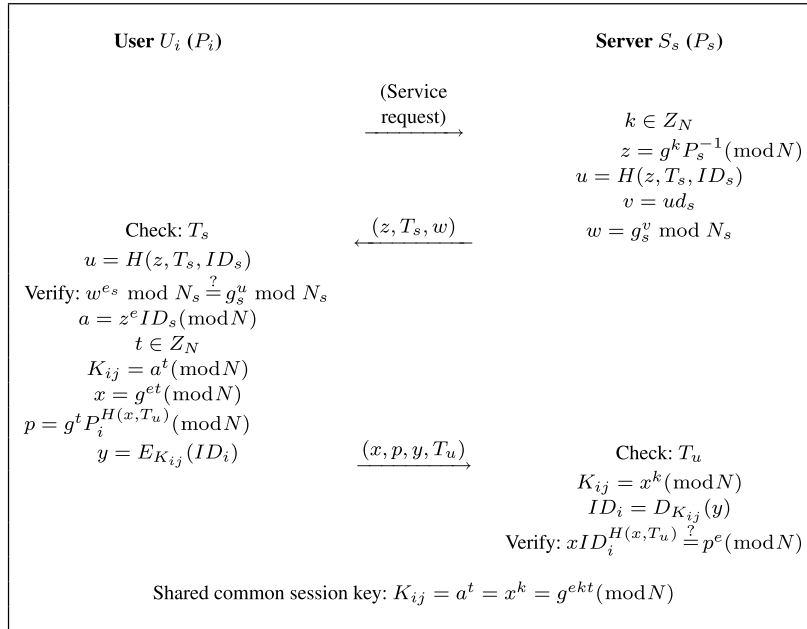 User U_i (P_i)
Server S_s (P_s)
(Service
request)
k ∈ Z_N
z = g^k P_s^{-1}(mod N)
u = H(z, T_s, ID_s)
v = ud_s
w = g_s^v mod N_s
(z, T_s, w)
Check: T_s
u = H(z, T_s, ID_s)
Verify: w^{e_s} mod N_s ≟ g_s^u mod N_s
a = z^e ID_s(mod N)
t ∈ Z_N
K_{ij} = a^t(mod N)
x = g^{et}(mod N)
p = g^t P_i^{H(x,T_u)}(mod N)
y = E_{K_{ij}}(ID_i)
(x, p, y, T_u)
Check: T_u
K_{ij} = x^k(mod N)
ID_i = D_{K_{ij}}(y)
Verify: xID_i^{H(x,T_u)} ≟ p^e(mod N)
Shared common session key: K_{ij} = a^t = x^k = g^{ekt}(mod N)